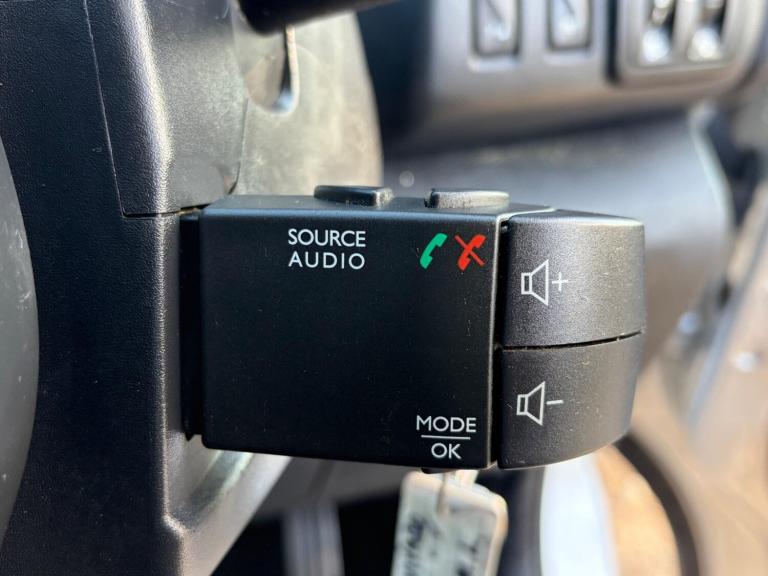 SOURCE
AUDIO
+
-
MODE
OK